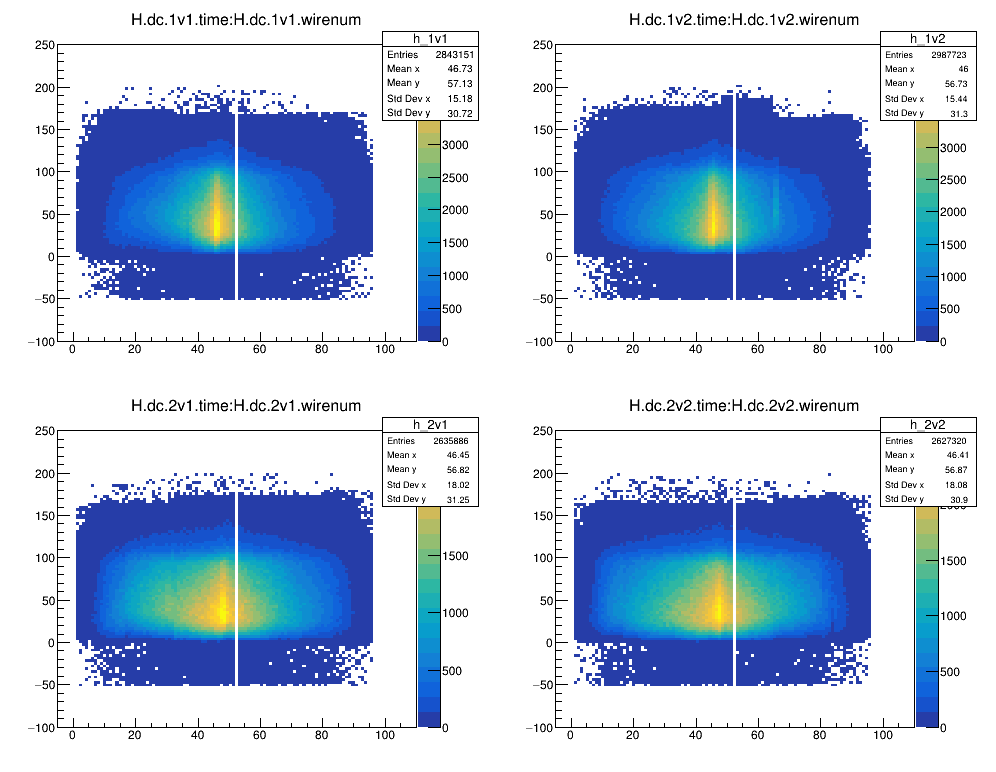 H.dc.1v1.time:H.dc.1v1.wirenum
h_1v1
Entries 2843151
Mean x 46.73
Mean y 57.13
Std Dev x 15.18
Std Dev y 30.72
250
200
150
100
50
0
−50
−100
0 20 40 60 80 100
3000
2500
2000
1500
1000
500
0
H.dc.1v2.time:H.dc.1v2.wirenum
h_1v2
Entries 2987723
Mean x 46
Mean y 56.73
Std Dev x 15.44
Std Dev y 31.3
250
200
150
100
50
0
−50
−100
0 20 40 60 80 100
3000
2500
2000
1500
1000
500
0
H.dc.2v1.time:H.dc.2v1.wirenum
h_2v1
Entries 2635886
Mean x 46.45
Mean y 56.82
Std Dev x 18.02
Std Dev y 31.25
250
200
150
100
50
0
−50
−100
0 20 40 60 80 100
1500
1000
500
0
H.dc.2v2.time:H.dc.2v2.wirenum
h_2v2
Entries 2627320
Mean x 46.41
Mean y 56.87
Std Dev x 18.08
Std Dev y 30.9
250
200
150
100
50
0
−50
−100
0 20 40 60 80 100
2000
1500
1000
500
0